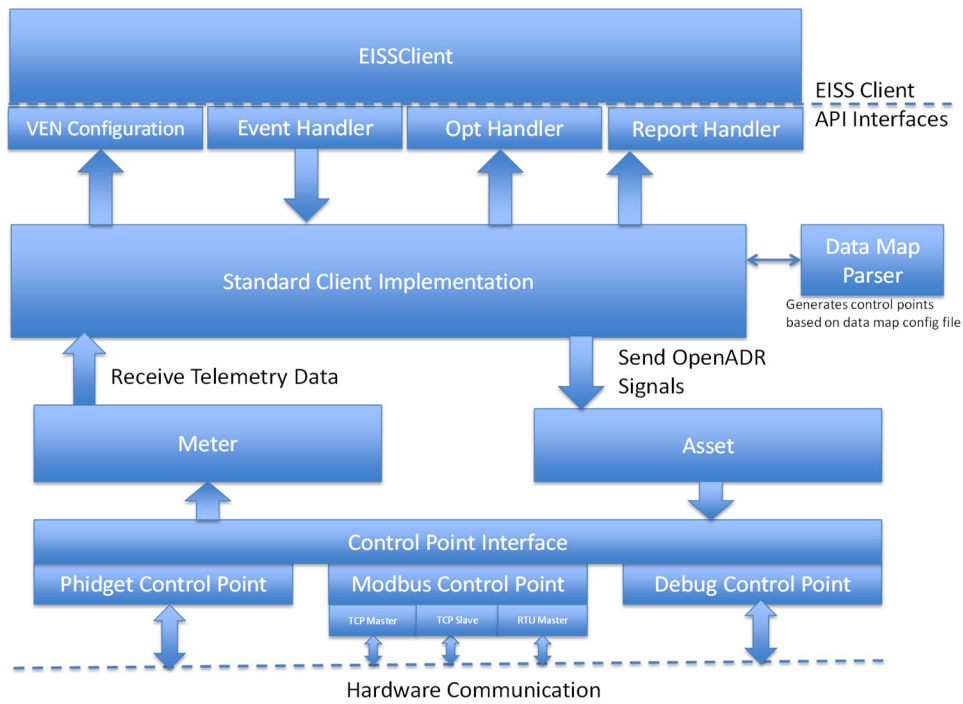 EISSClient
EISS Client
API Interfaces
VEN Configuration
Event Handler
Opt Handler
Report Handler
Standard Client Implementation
Data Map
Parser
Generates control points
based on data map config file
Receive Telemetry Data
Send OpenADR
Signals
Meter
Asset
Control Point Interface
Phidget Control Point
Modbus Control Point
Debug Control Point
TCP Master
TCP Slave
RTU Master
Hardware Communication